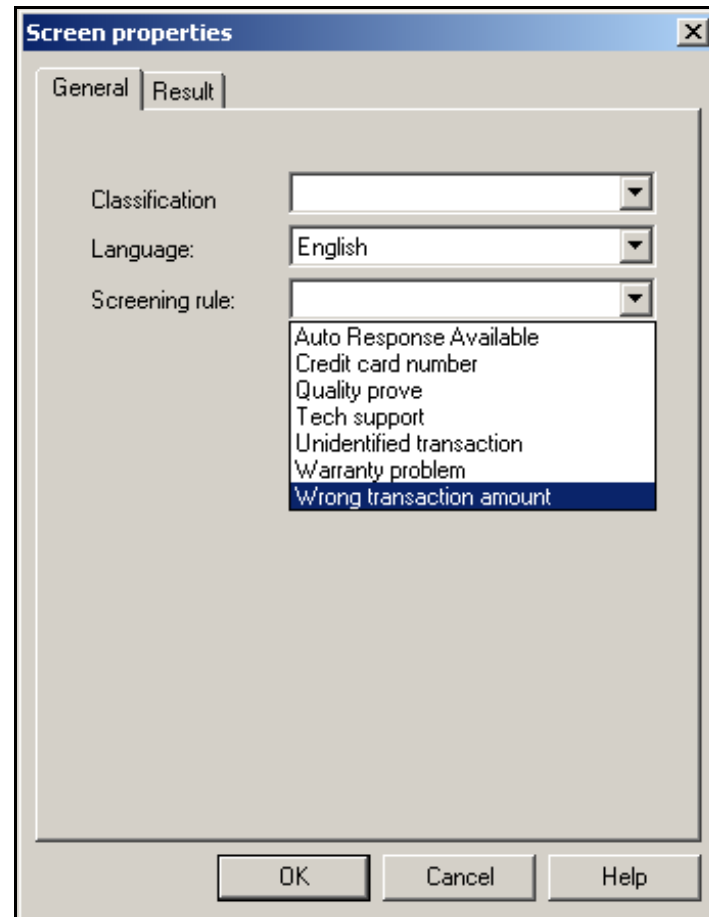 Screen properties
General Result
Classification
Language: English
Screening rule:
Auto Response Available
Credit card number
Quality prove
Tech support
Unidentified transaction
Warranty problem
Wrong transaction amount
OK Cancel Help